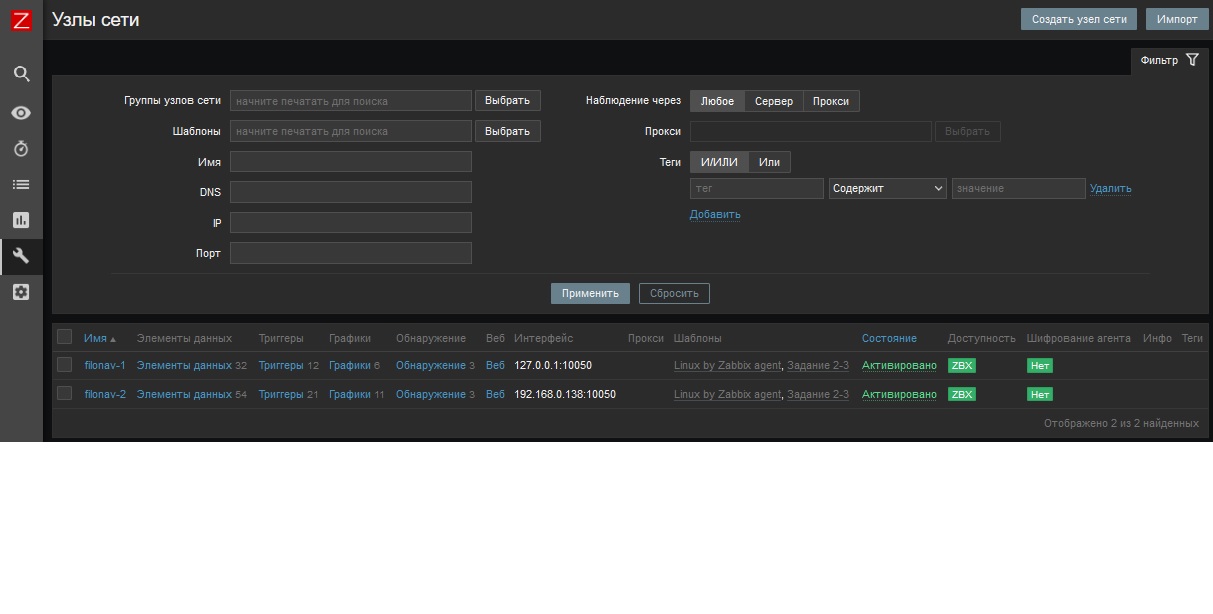 Z
Узлы сети
Создать узел сети
Импорт
Фильтр
Группы узлов сети начните печатать для поиска Выбрать
Шаблоны начните печатать для поиска Выбрать
Имя
DNS
IP
Порт
Наблюдение через Любое Сервер Прокси
Прокси Выбрать
Теги И/ИЛИ Или
тег Содержит значение Удалить
Добавить
Применить Сбросить
Имя Элементы данных Триггеры Графики Обнаружение Веб Интерфейс Прокси Шаблоны Состояние Доступность Шифрование агента Инфо Теги
filonav-1 Элементы данных 32 Триггеры 12 Графики 6 Обнаружение 3 Веб 127.0.0.1:10050 Linux by Zabbix agent, Задание 2-3 Активировано ZBX Нет
filonav-2 Элементы данных 54 Триггеры 21 Графики 11 Обнаружение 3 Веб 192.168.0.138:10050 Linux by Zabbix agent, Задание 2-3 Активировано ZBX Нет
Отображено 2 из 2 найденных